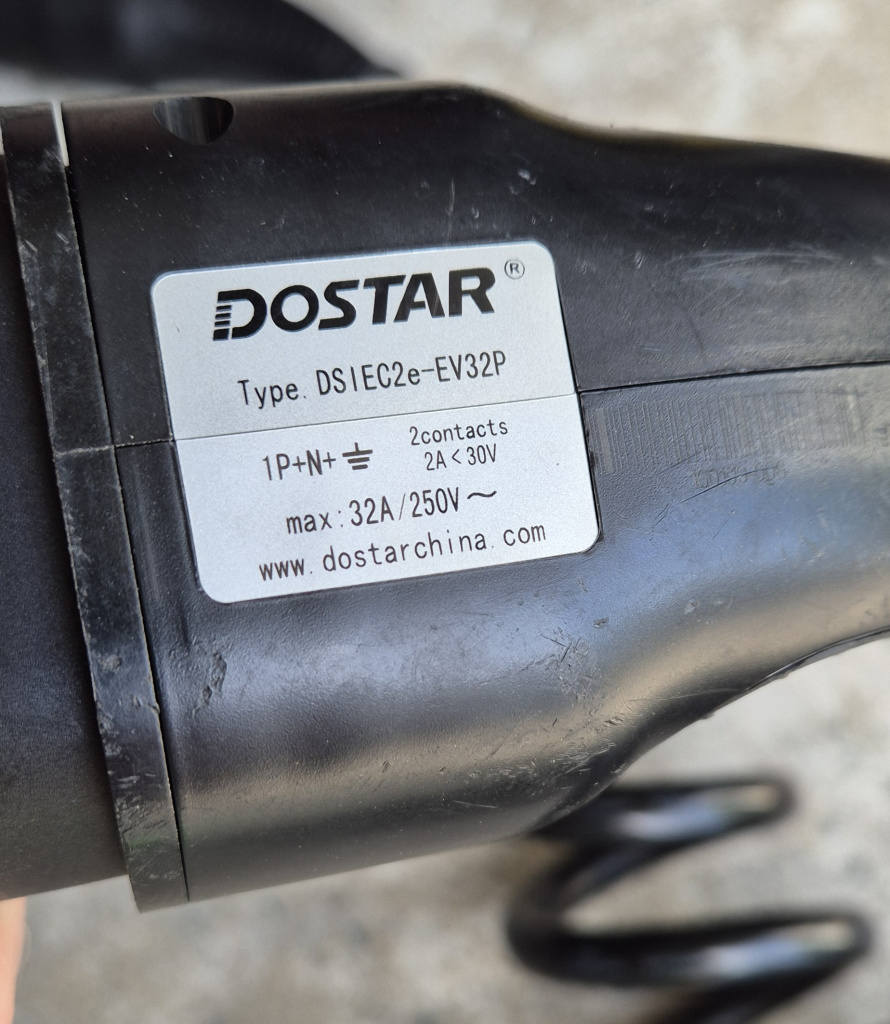 DOSTAR®
Type. DSIEC2e-EV32P
1P+N+⏚
2contacts
2A<30V
max:32A/250V～
www.dostarchina.com